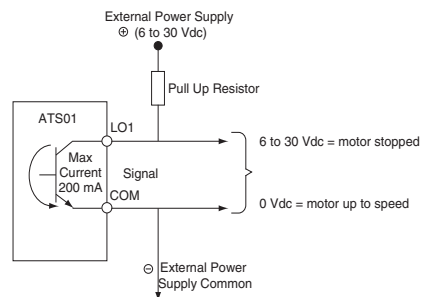 External Power Supply
⊕ (6 to 30 Vdc)
Pull Up Resistor
ATS01
LO1
6 to 30 Vdc = motor stopped
Max
Current
200 mA
Signal
COM
0 Vdc = motor up to speed
⊖ External Power
Supply Common